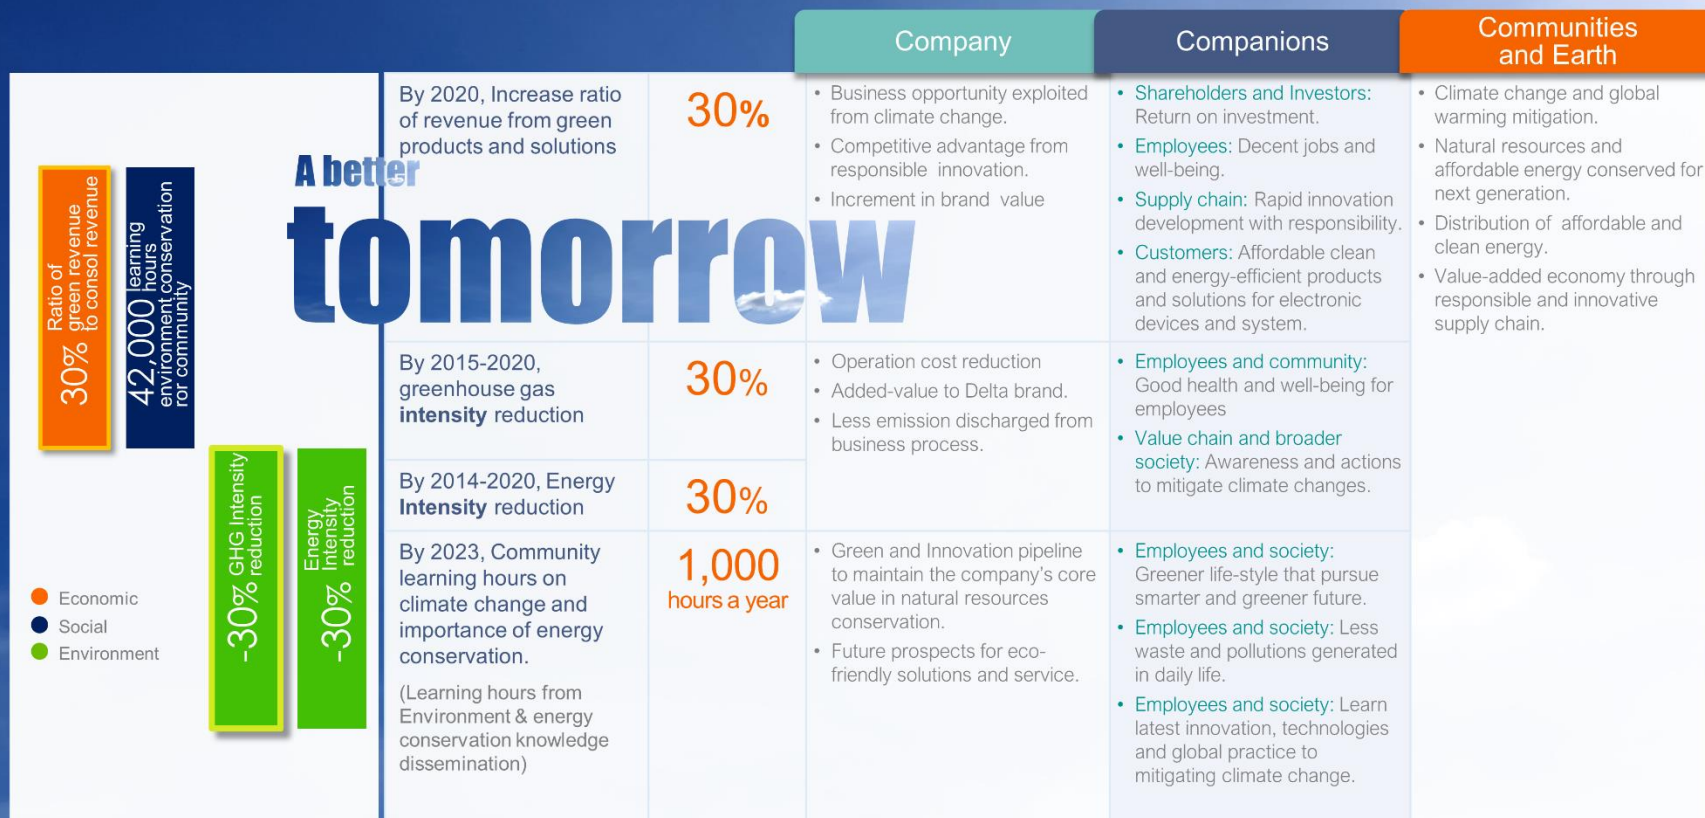 Company
Companions
Communities
and Earth
30% Ratio of
green revenue
to consol revenue
42,000 learning
hours
environment conservation
ror community
-30% GHG Intensity
reduction
-30% Energy
Intensity
reduction
Economic
Social
Environment
A better
tomorrow
By 2020, Increase ratio
of revenue from green
products and solutions
30%
• Business opportunity exploited
from climate change.
• Competitive advantage from
responsible innovation.
• Increment in brand value
• Shareholders and Investors:
Return on investment.
• Employees: Decent jobs and
well-being.
• Supply chain: Rapid innovation
development with responsibility.
• Customers: Affordable clean
and energy-efficient products
and solutions for electronic
devices and system.
• Climate change and global
warming mitigation.
• Natural resources and
affordable energy conserved for
next generation.
• Distribution of affordable and
clean energy.
• Value-added economy through
responsible and innovative
supply chain.
By 2015-2020,
greenhouse gas
intensity reduction
30%
• Operation cost reduction
• Added-value to Delta brand.
• Less emission discharged from
business process.
• Employees and community:
Good health and well-being for
employees
• Value chain and broader
society: Awareness and actions
to mitigate climate changes.
By 2014-2020, Energy
Intensity reduction
30%
By 2023, Community
learning hours on
climate change and
importance of energy
conservation.
(Learning hours from
Environment & energy
conservation knowledge
dissemination)
1,000
hours a year
• Green and Innovation pipeline
to maintain the company's core
value in natural resources
conservation.
• Future prospects for eco-
friendly solutions and service.
• Employees and society:
Greener life-style that pursue
smarter and greener future.
• Employees and society: Less
waste and pollutions generated
in daily life.
• Employees and society: Learn
latest innovation, technologies
and global practice to
mitigating climate change.